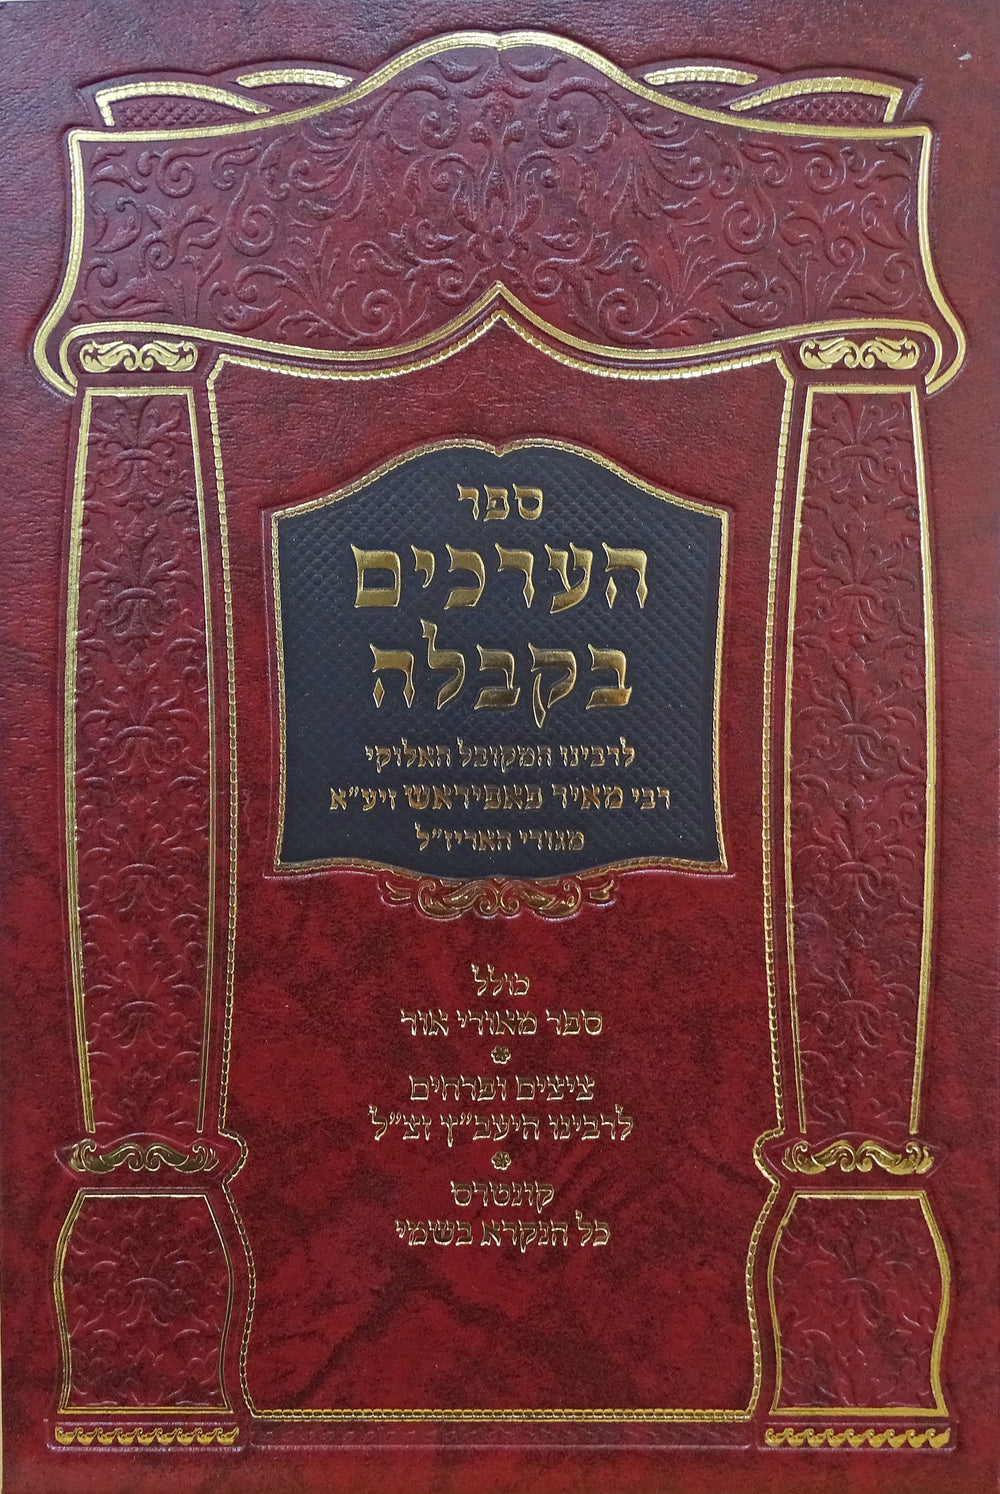 ספר
הערכים
בקבלה
לרבינו המקובל האלוקי
רבי מאיר פאפיראש זיע"א
מגורי האריז"ל
כולל
ספר מאורי אור
ציצים ופרחים
לרבינו היעב"ץ זצ"ל
קונטרס
כל הנקרא בשמי